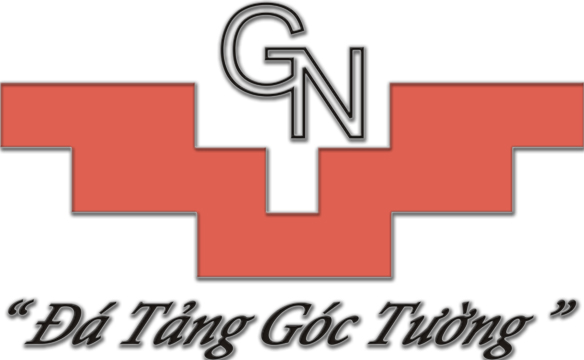 GN
“Đá Tảng Góc Tường”